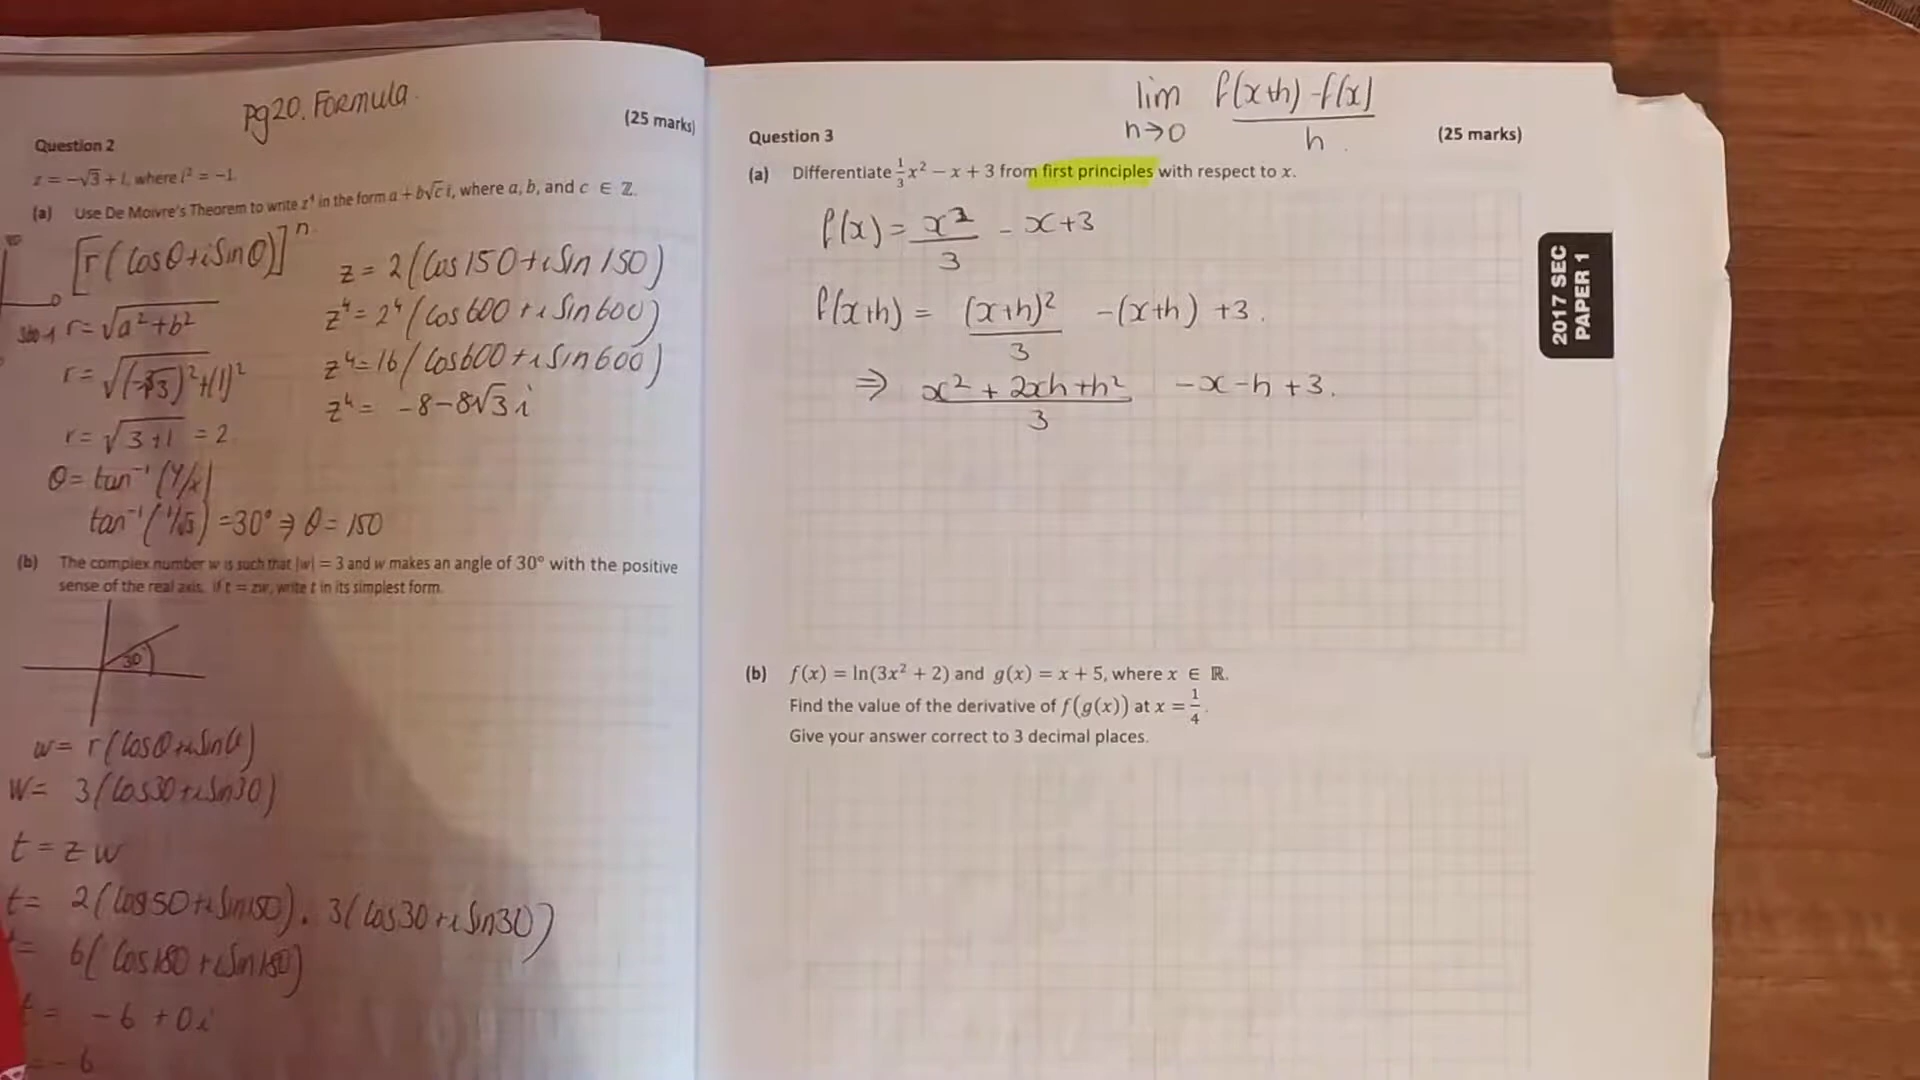 Pg20. Formula.
Question 2
(25 marks)
z = −√3 + i, where i² = −1.
(a) Use De Moivre's Theorem to write z⁴ in the form a + b√c i, where a, b, and c ∈ ℤ.
[r(Cosθ+iSinθ)]ⁿ
r = √(a²+b²)
r = √((-√3)²+(1)²)
r = √(3+1) = 2
θ = tan⁻¹(y/x)
tan⁻¹(1/√3) = 30° ⇒ θ = 150
z = 2(Cos150+iSin150)
z⁴ = 2⁴(Cos600+iSin600)
z⁴ = 16(Cos600+iSin600)
z⁴ = -8-8√3 i
(b) The complex number w is such that |w| = 3 and w makes an angle of 30° with the positive
sense of the real axis. If t = zw, write t in its simplest form.
30°
w = r(Cosθ+iSinθ)
w = 3(Cos30+iSin30)
t = zw
t = 2(Cos150+iSin150). 3(Cos30+iSin30)
= 6(Cos180+iSin180)
t = -6 + 0i
= -6
lim h→0 f(x+h)-f(x) / h.
Question 3
(25 marks)
(a) Differentiate 1/3 x² − x + 3 from first principles with respect to x.
f(x) = x²/3 - x+3
f(x+h) = (x+h)²/3 -(x+h) +3.
⇒ x² + 2xh + h² / 3 -x-h+3.
(b) f(x) = ln(3x² + 2) and g(x) = x + 5, where x ∈ ℝ.
Find the value of the derivative of f(g(x)) at x = 1/4.
Give your answer correct to 3 decimal places.
2017 SEC
PAPER 1